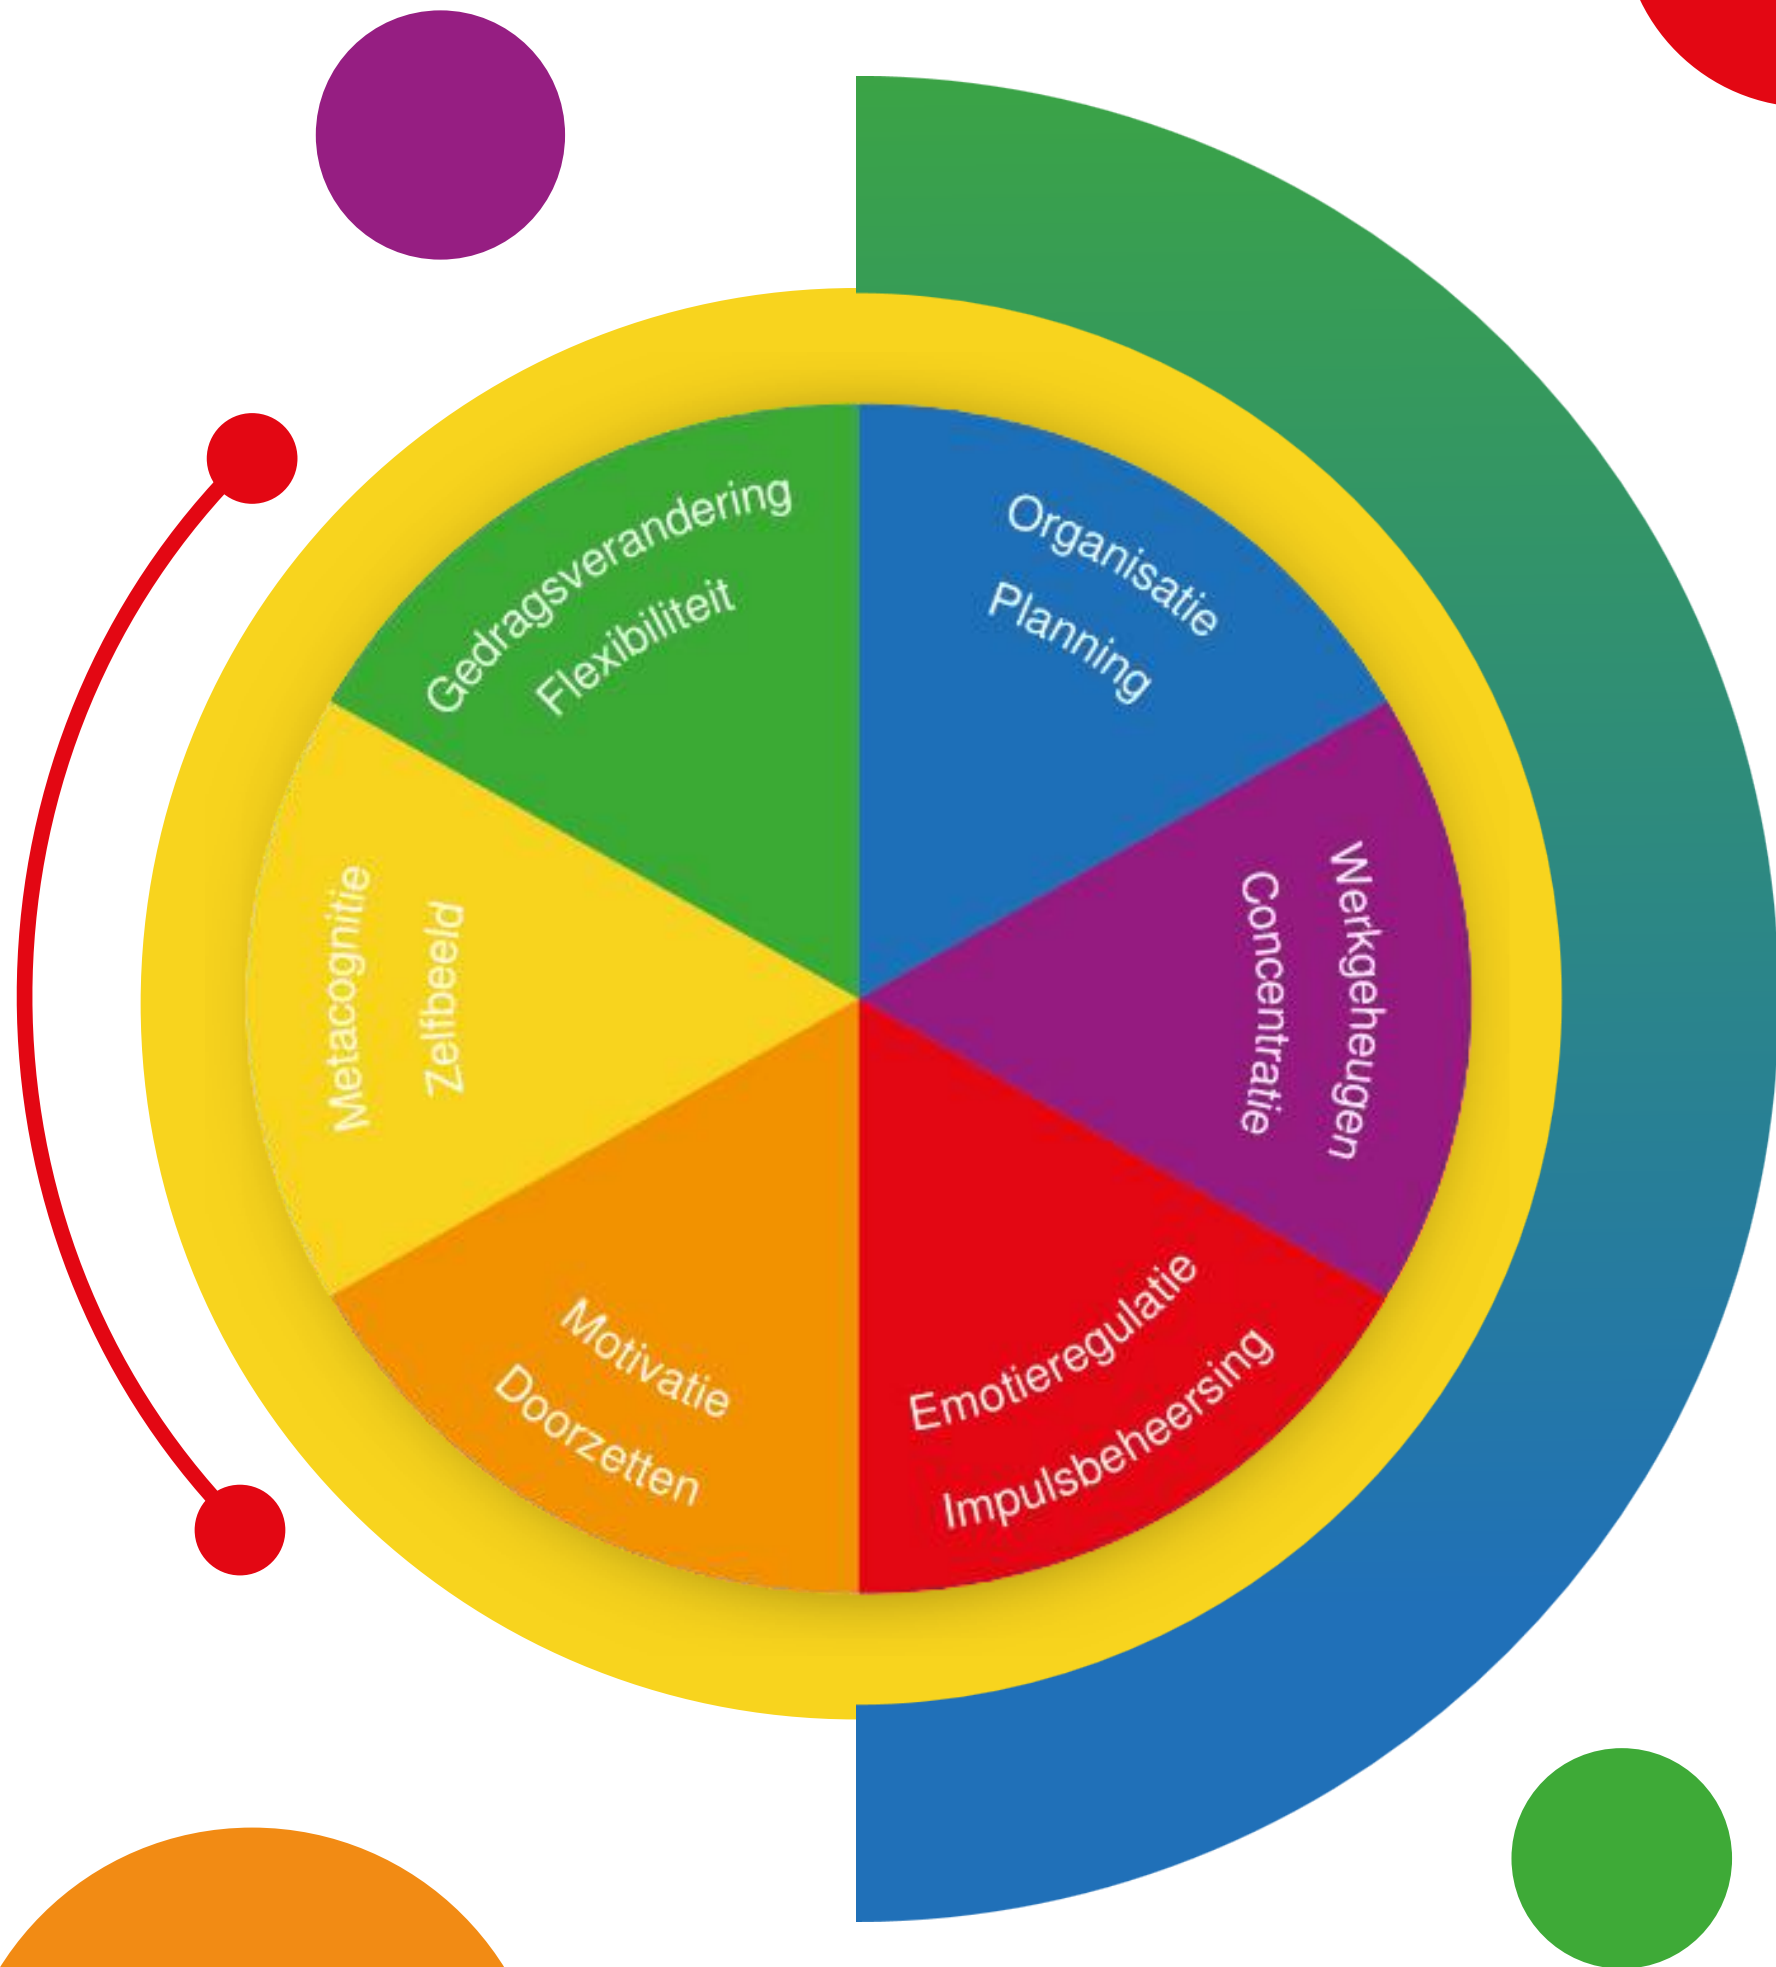 Gedragsverandering
Flexibiliteit
Organisatie
Planning
Werkgeheugen
Concentratie
Emotieregulatie
Impulsbeheersing
Motivatie
Doorzetten
Metacognitie
Zelfbeeld